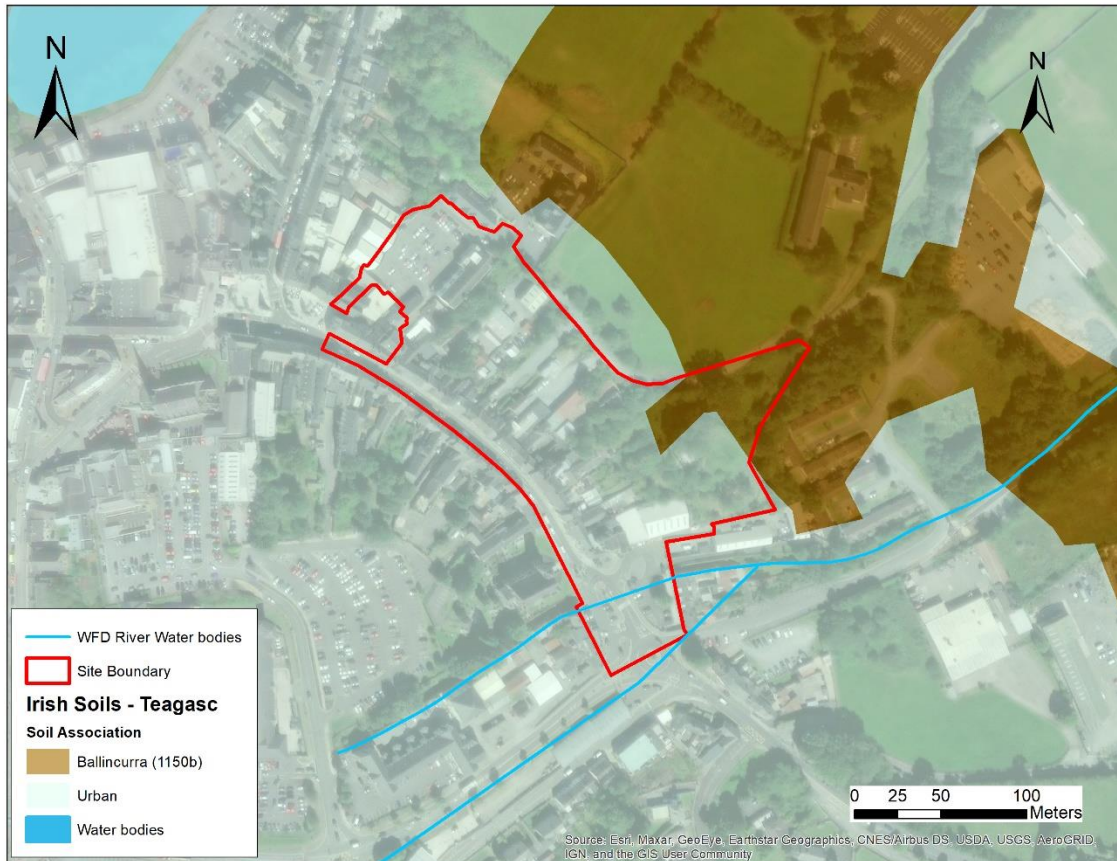 N
N
WFD River Water bodies
Site Boundary
Irish Soils - Teagasc
Soil Association
Ballincurra (1150b)
Urban
Water bodies
0 25 50 100
Meters
Source: Esri, Maxar, GeoEye, Earthstar Geographics, CNES/Airbus DS, USDA, USGS, AeroGRID,
IGN, and the GIS User Community